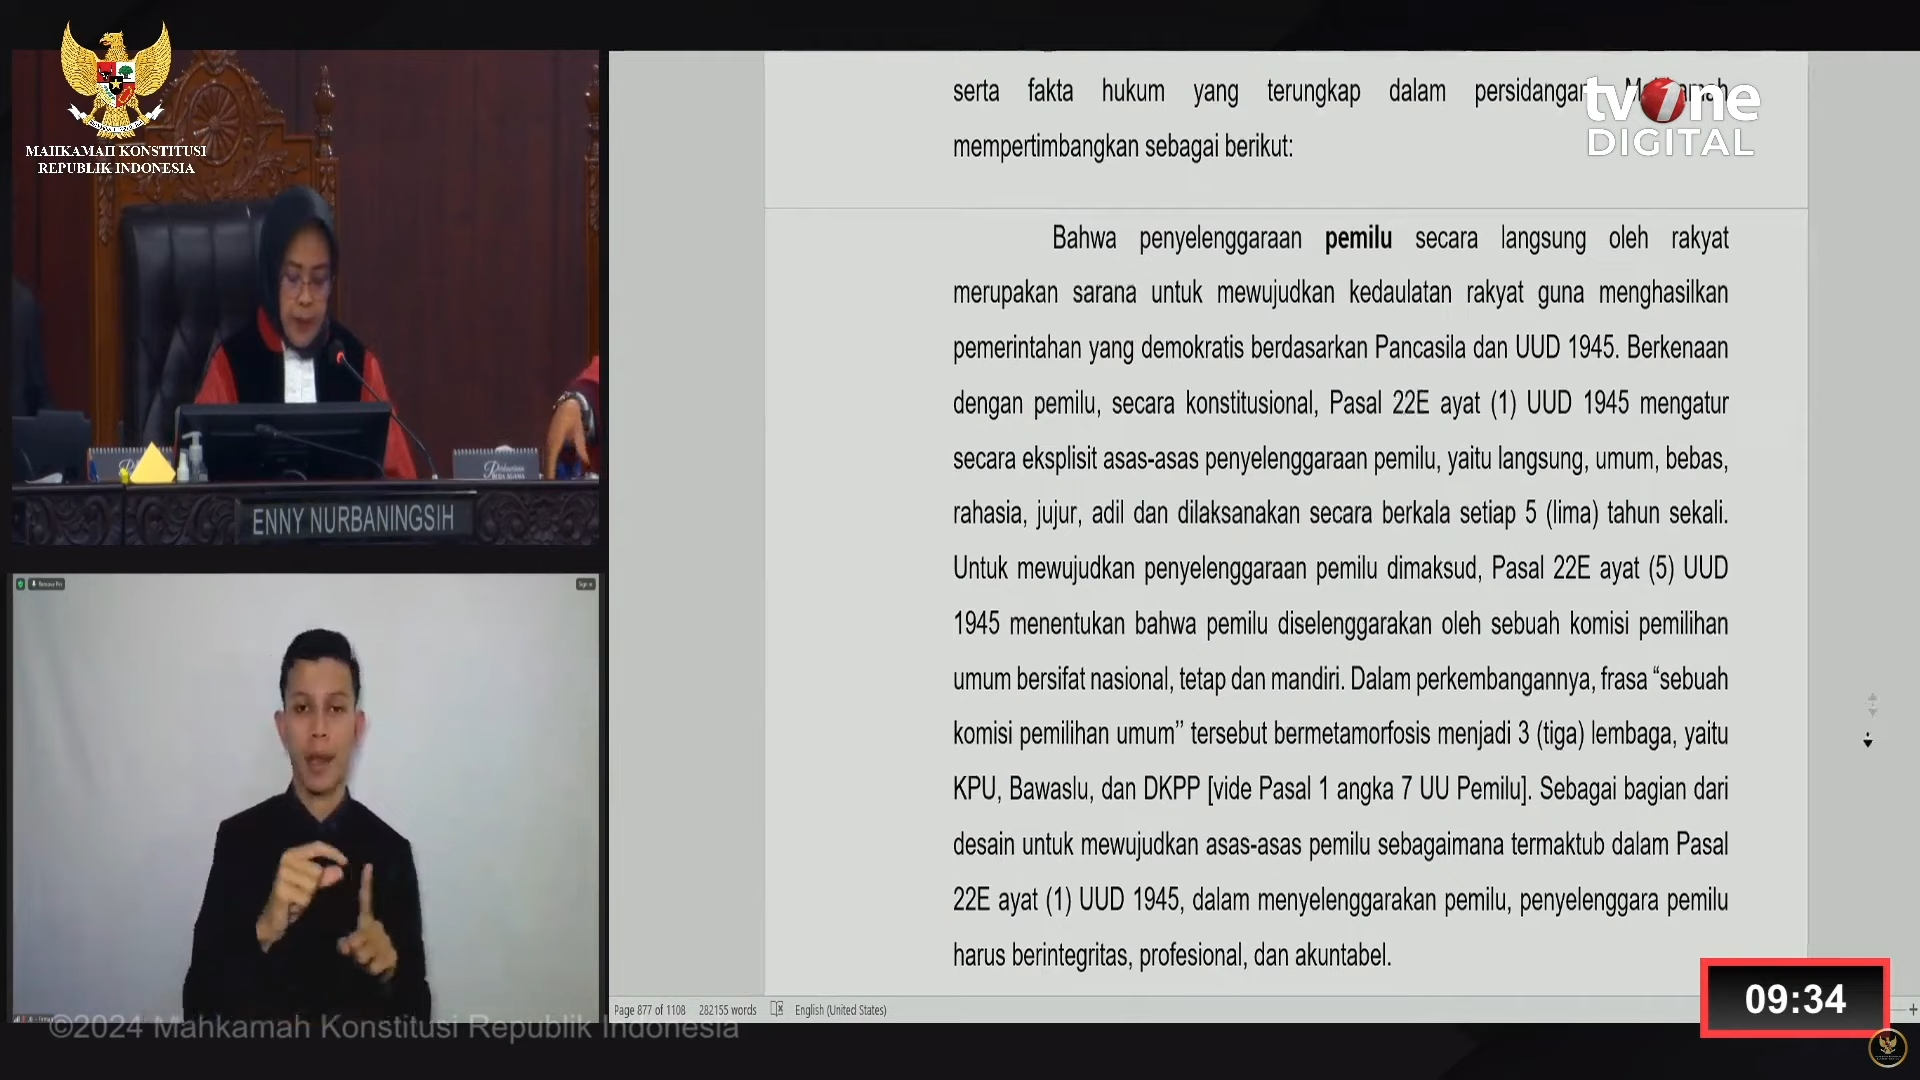 MAHKAMAH KONSTITUSI
REPUBLIK INDONESIA
ENNY NURBANINGSIH
serta fakta hukum yang terungkap dalam persidangan
mempertimbangkan sebagai berikut:
tvOne
DIGITAL
Bahwa penyelenggaraan pemilu secara langsung oleh rakyat
merupakan sarana untuk mewujudkan kedaulatan rakyat guna menghasilkan
pemerintahan yang demokratis berdasarkan Pancasila dan UUD 1945. Berkenaan
dengan pemilu, secara konstitusional, Pasal 22E ayat (1) UUD 1945 mengatur
secara eksplisit asas-asas penyelenggaraan pemilu, yaitu langsung, umum, bebas,
rahasia, jujur, adil dan dilaksanakan secara berkala setiap 5 (lima) tahun sekali.
Untuk mewujudkan penyelenggaraan pemilu dimaksud, Pasal 22E ayat (5) UUD
1945 menentukan bahwa pemilu diselenggarakan oleh sebuah komisi pemilihan
umum bersifat nasional, tetap dan mandiri. Dalam perkembangannya, frasa “sebuah
komisi pemilihan umum” tersebut bermetamorfosis menjadi 3 (tiga) lembaga, yaitu
KPU, Bawaslu, dan DKPP [vide Pasal 1 angka 7 UU Pemilu]. Sebagai bagian dari
desain untuk mewujudkan asas-asas pemilu sebagaimana termaktub dalam Pasal
22E ayat (1) UUD 1945, dalam menyelenggarakan pemilu, penyelenggara pemilu
harus berintegritas, profesional, dan akuntabel.
Page 877 of 1108 282155 words English (United States)
09:34
©2024 Mahkamah Konstitusi Republik Indonesia